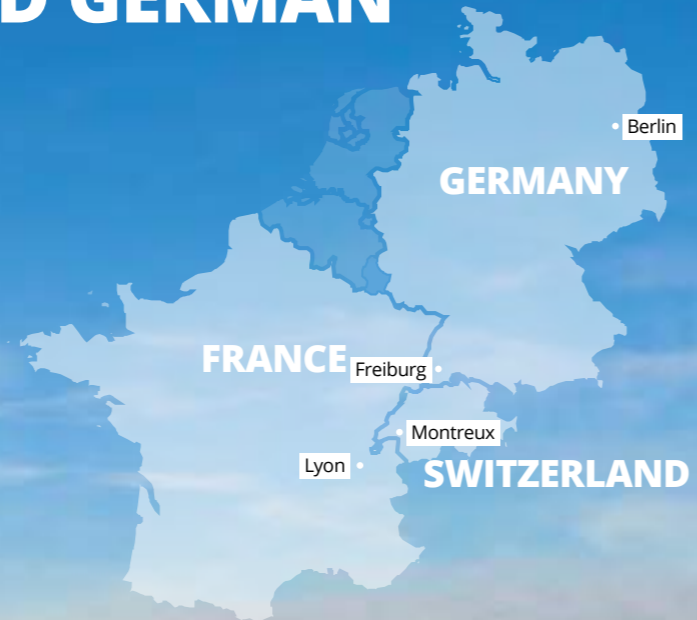 D GERMAN
Berlin
GERMANY
FRANCE
Freiburg
Montreux
Lyon
SWITZERLAND